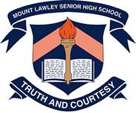 MOUNT LAWLEY SENIOR HIGH SCHOOL
TRUTH AND COURTESY